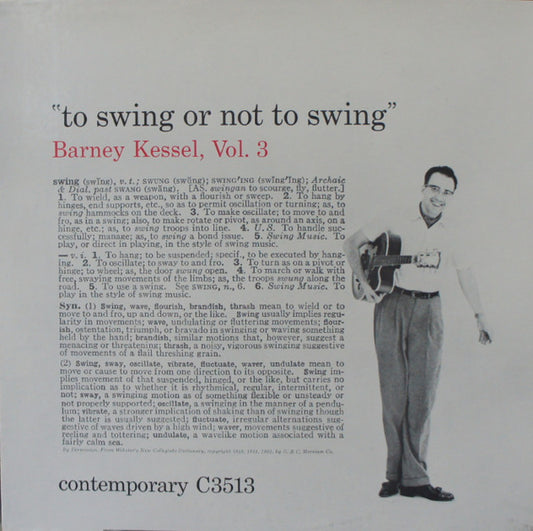 "to swing or not to swing"
Barney Kessel, Vol. 3
swing (swĭng), v. t.; SWUNG (swŭng); SWING'ING (swĭng'ĭng); Archaic
& Dial. past SWANG (swăng). [AS. swingan to scourge, fly, flutter.]
1. To wield, as a weapon, with a flourish or sweep. 2. To hang by
hinges, end supports, etc., so as to permit oscillation or turning; as, to
swing hammocks on the deck. 3. To make oscillate; to move to and
fro, as in a swing; also, to make rotate or pivot, as around an axis, on a
hinge, etc.; as, to swing troops into line. 4. U. S. To handle suc-
cessfully; manage; as, to swing a bond issue. 5. Swing Music. To
play, or direct in playing, in the style of swing music.
— v. i. 1. To hang; to be suspended; specif., to be executed by hang-
ing. 2. To oscillate; to sway to and fro. 3. To turn as on a pivot or
hinge; to wheel; as, the door swung open. 4. To march or walk with
free, swaying movements of the limbs; as, the troops swung along the
road. 5. To use a swing. See SWING, n., 6. 6. Swing Music. To
play in the style of swing music.
Syn. (1) Swing, wave, flourish, brandish, thrash mean to wield or to
move to and fro, up and down, or the like. Swing usually implies regu-
larity in movements; wave, undulating or fluttering movements; flour-
ish, ostentation, triumph, or bravado in swinging or waving something
held by the hand; brandish, similar motions that, however, suggest a
menacing or threatening; thrash, a noisy, vigorous swinging suggestive
of movements of a flail threshing grain.
(2) Swing, sway, oscillate, vibrate, fluctuate, waver, undulate mean to
move or cause to move from one direction to its opposite. Swing im-
plies movement of that suspended, hinged, or the like, but carries no
implication as to whether it is rhythmical, regular, intermittent, or
not; sway, a swinging motion as of something flexible or unsteady or
not properly supported; oscillate, a swinging in the manner of a pendu-
lum; vibrate, a stronger implication of shaking than of swinging though
the latter is usually suggested; fluctuate, irregular alternations sug-
gestive of waves driven by a high wind; waver, movements suggestive of
reeling and tottering; undulate, a wavelike motion associated with a
fairly calm sea.
By Permission. From Webster's New Collegiate Dictionary, copyright 1949, 1951, 1953, by G. & C. Merriam Co.
contemporary C3513